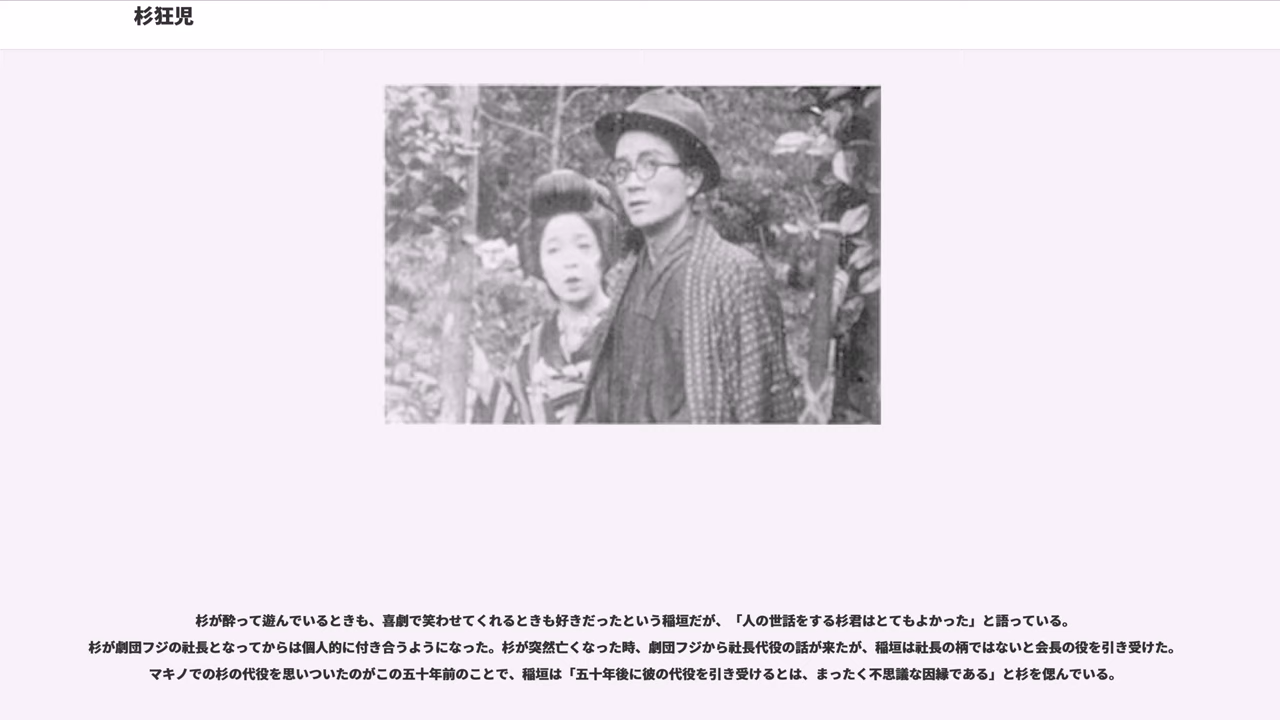 杉狂児
杉が酔って遊んでいるときも、喜劇で笑わせてくれるときも好きだったという稲垣だが、「人の世話をする杉君はとてもよかった」と語っている。
杉が劇団フジの社長となってからは個人的に付き合うようになった。杉が突然亡くなった時、劇団フジから社長代役の話が来たが、稲垣は社長の柄ではないと会長の役を引き受けた。
マキノでの杉の代役を思いついたのがこの五十年前のことで、稲垣は「五十年後に彼の代役を引き受けるとは、まったく不思議な因縁である」と杉を偲んでいる。